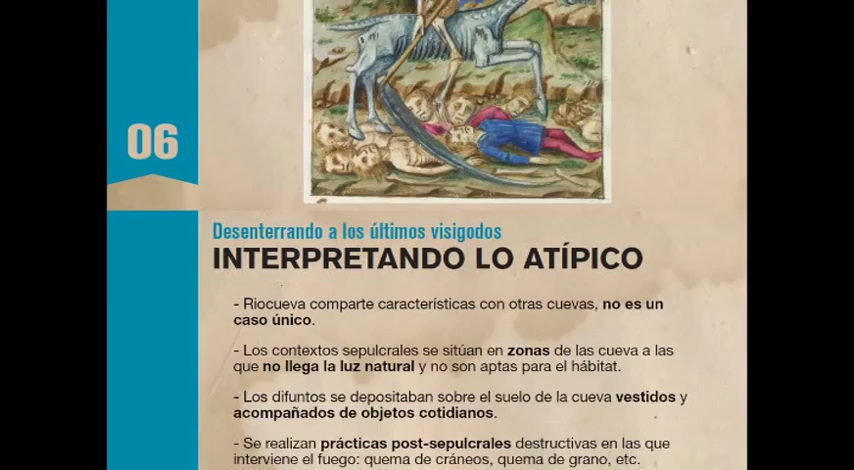 06
Desenterrando a los últimos visigodos
INTERPRETANDO LO ATÍPICO
- Riocueva comparte características con otras cuevas, no es un
caso único.
- Los contextos sepulcrales se sitúan en zonas de las cueva a las
que no llega la luz natural y no son aptas para el hábitat.
- Los difuntos se depositaban sobre el suelo de la cueva vestidos y
acompañados de objetos cotidianos.
- Se realizan prácticas post-sepulcrales destructivas en las que
interviene el fuego: quema de cráneos, quema de grano, etc.